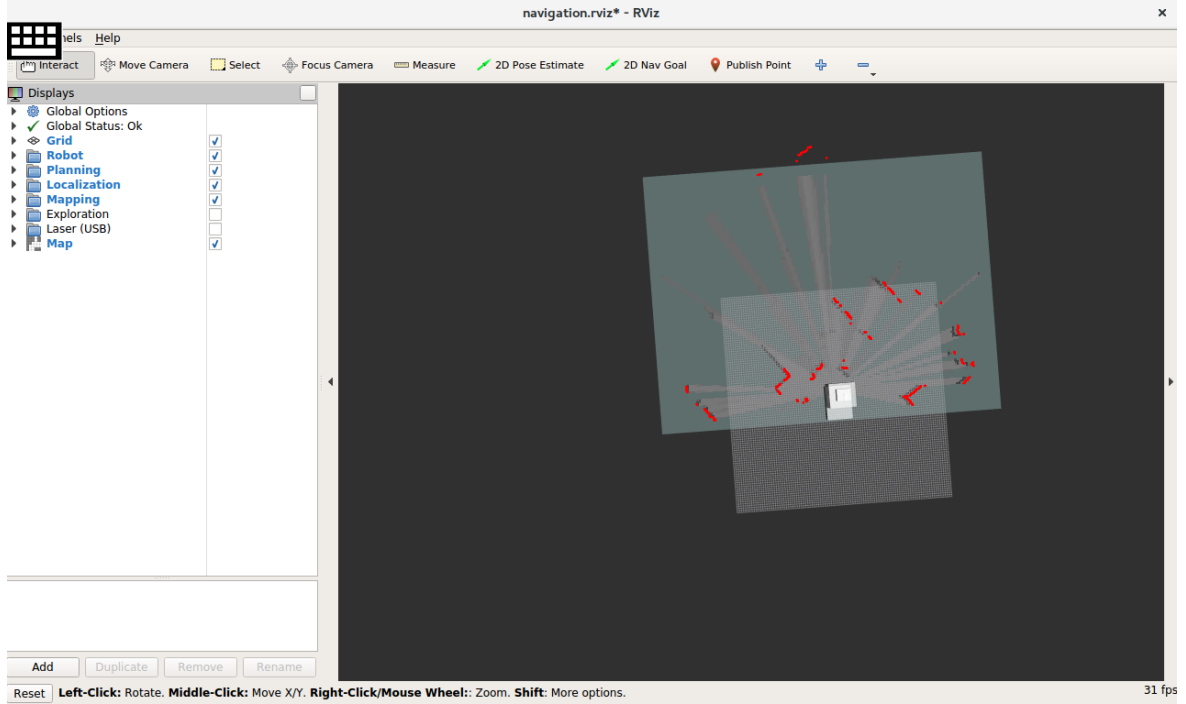 navigation.rviz* - RViz
Help
Interact Move Camera Select Focus Camera Measure 2D Pose Estimate 2D Nav Goal Publish Point
Displays
Global Options
Global Status: Ok
Grid
Robot
Planning
Localization
Mapping
Exploration
Laser (USB)
Map
Add Duplicate Remove Rename
Reset Left-Click: Rotate. Middle-Click: Move X/Y. Right-Click/Mouse Wheel:: Zoom. Shift: More options. 31 fps